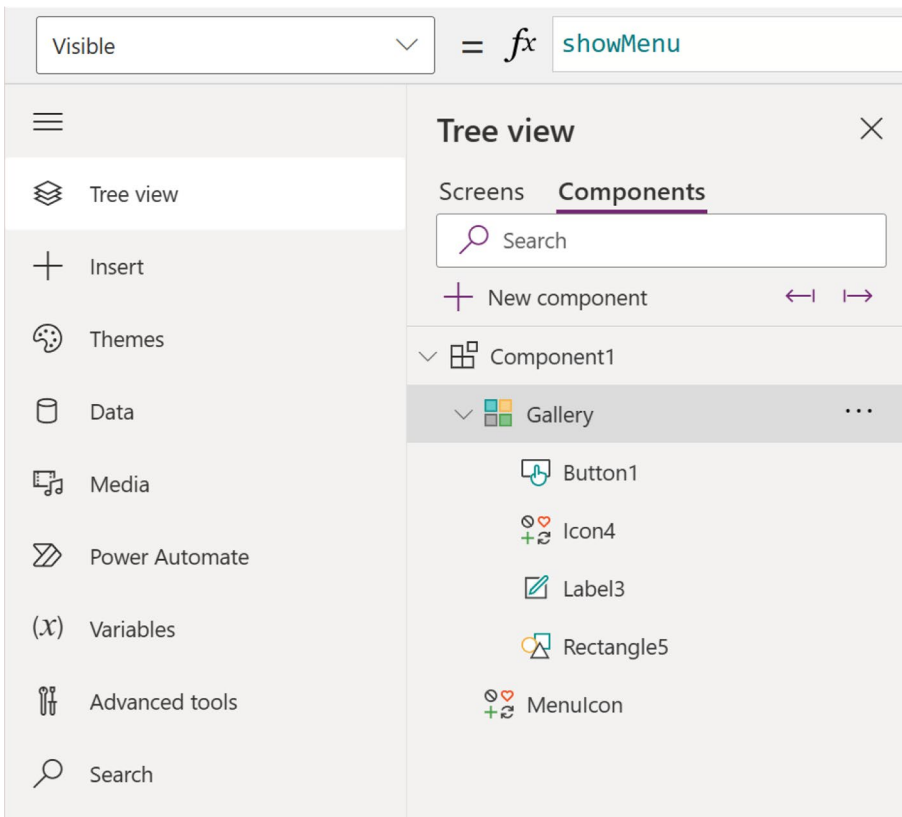 Visible
= fx showMenu
Tree view
Insert
Themes
Data
Media
Power Automate
(x) Variables
Advanced tools
Search
Tree view
Screens Components
Search
New component
Component1
Gallery ...
Button1
Icon4
Label3
Rectangle5
MenuIcon